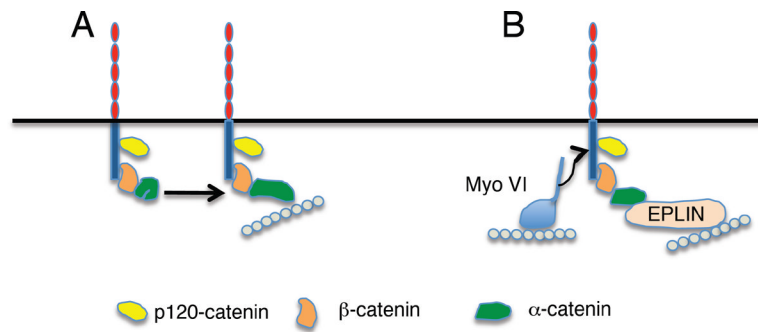 A
B
Myo VI
EPLIN
p120-catenin
β-catenin
α-catenin